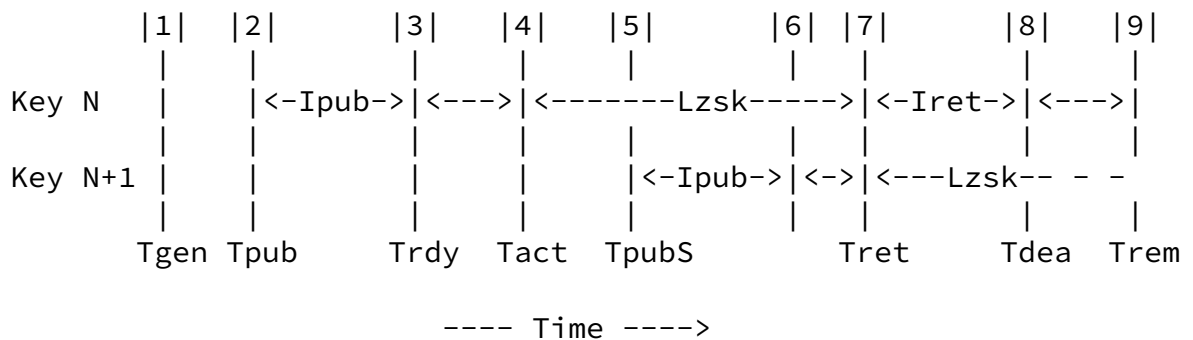 |1| |2| |3| |4| |5| |6| |7| |8| |9|
| | | | | | | | |
Key N | |<-Ipub->|<--->|<-------Lzsk----->|<-Iret->|<--->|
| | | | | | | | |
Key N+1 | | | | |<-Ipub->|<->|<---Lzsk-- - -
| | | | | | | | |
Tgen Tpub Trdy Tact TpubS Tret Tdea Trem
---- Time ---->